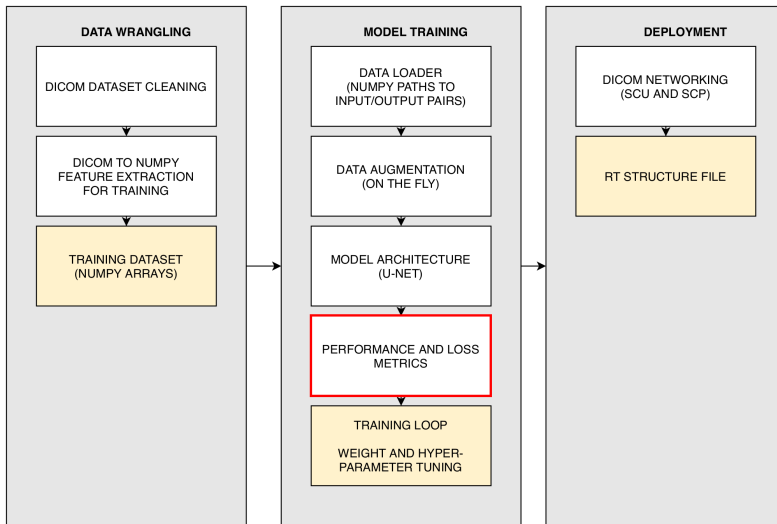 DATA WRANGLING
DICOM DATASET CLEANING
DICOM TO NUMPY
FEATURE EXTRACTION
FOR TRAINING
TRAINING DATASET
(NUMPY ARRAYS)
MODEL TRAINING
DATA LOADER
(NUMPY PATHS TO
INPUT/OUTPUT PAIRS)
DATA AUGMENTATION
(ON THE FLY)
MODEL ARCHITECTURE
(U-NET)
PERFORMANCE AND LOSS
METRICS
TRAINING LOOP
WEIGHT AND HYPER-
PARAMETER TUNING
DEPLOYMENT
DICOM NETWORKING
(SCU AND SCP)
RT STRUCTURE FILE